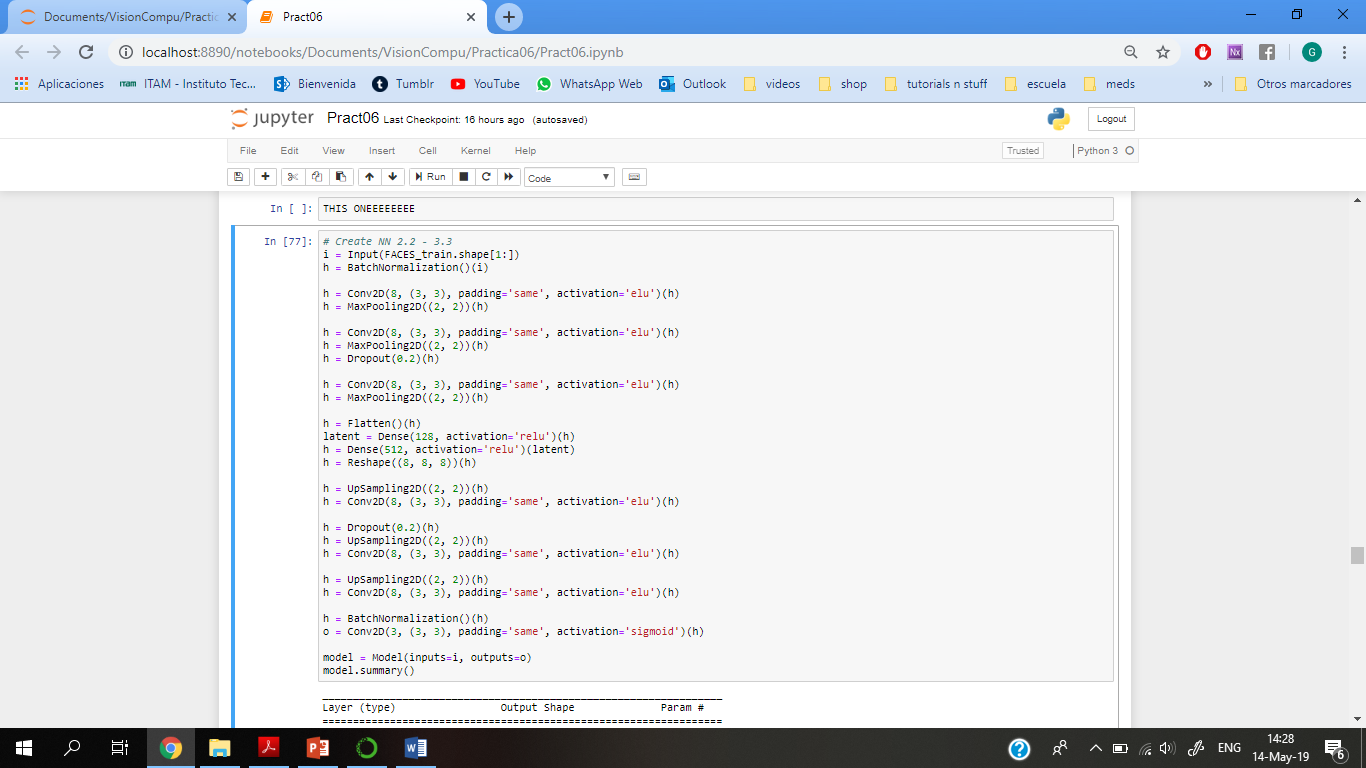 Documents/VisionCompu/Practic
Pract06
localhost:8890/notebooks/Documents/VisionCompu/Practica06/Pract06.ipynb
G
Aplicaciones
ITAM ITAM - Instituto Tec...
Bienvenida
Tumblr
YouTube
WhatsApp Web
Outlook
videos
shop
tutorials n stuff
escuela
meds
»
Otros marcadores
jupyter Pract06 Last Checkpoint: 16 hours ago (autosaved)
Logout
File Edit View Insert Cell Kernel Help
Trusted
Python 3
Run
Code
In [ ]: THIS ONEEEEEEEE
In [77]: # Create NN 2.2 - 3.3
i = Input(FACES_train.shape[1:])
h = BatchNormalization()(i)
h = Conv2D(8, (3, 3), padding='same', activation='elu')(h)
h = MaxPooling2D((2, 2))(h)
h = Conv2D(8, (3, 3), padding='same', activation='elu')(h)
h = MaxPooling2D((2, 2))(h)
h = Dropout(0.2)(h)
h = Conv2D(8, (3, 3), padding='same', activation='elu')(h)
h = MaxPooling2D((2, 2))(h)
h = Flatten()(h)
latent = Dense(128, activation='relu')(h)
h = Dense(512, activation='relu')(latent)
h = Reshape((8, 8, 8))(h)
h = UpSampling2D((2, 2))(h)
h = Conv2D(8, (3, 3), padding='same', activation='elu')(h)
h = Dropout(0.2)(h)
h = UpSampling2D((2, 2))(h)
h = Conv2D(8, (3, 3), padding='same', activation='elu')(h)
h = UpSampling2D((2, 2))(h)
h = Conv2D(8, (3, 3), padding='same', activation='elu')(h)
h = BatchNormalization()(h)
o = Conv2D(3, (3, 3), padding='same', activation='sigmoid')(h)
model = Model(inputs=i, outputs=o)
model.summary()
Layer (type) Output Shape Param #
ENG
14:28
14-May-19
6